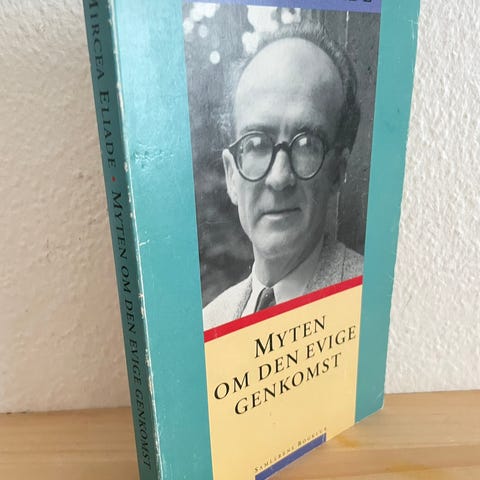 MIRCEA ELIADE • MYTEN OM DEN EVIGE GENKOMST
MYTEN
OM DEN EVIGE
GENKOMST
SAMLERENS BOGKLUB